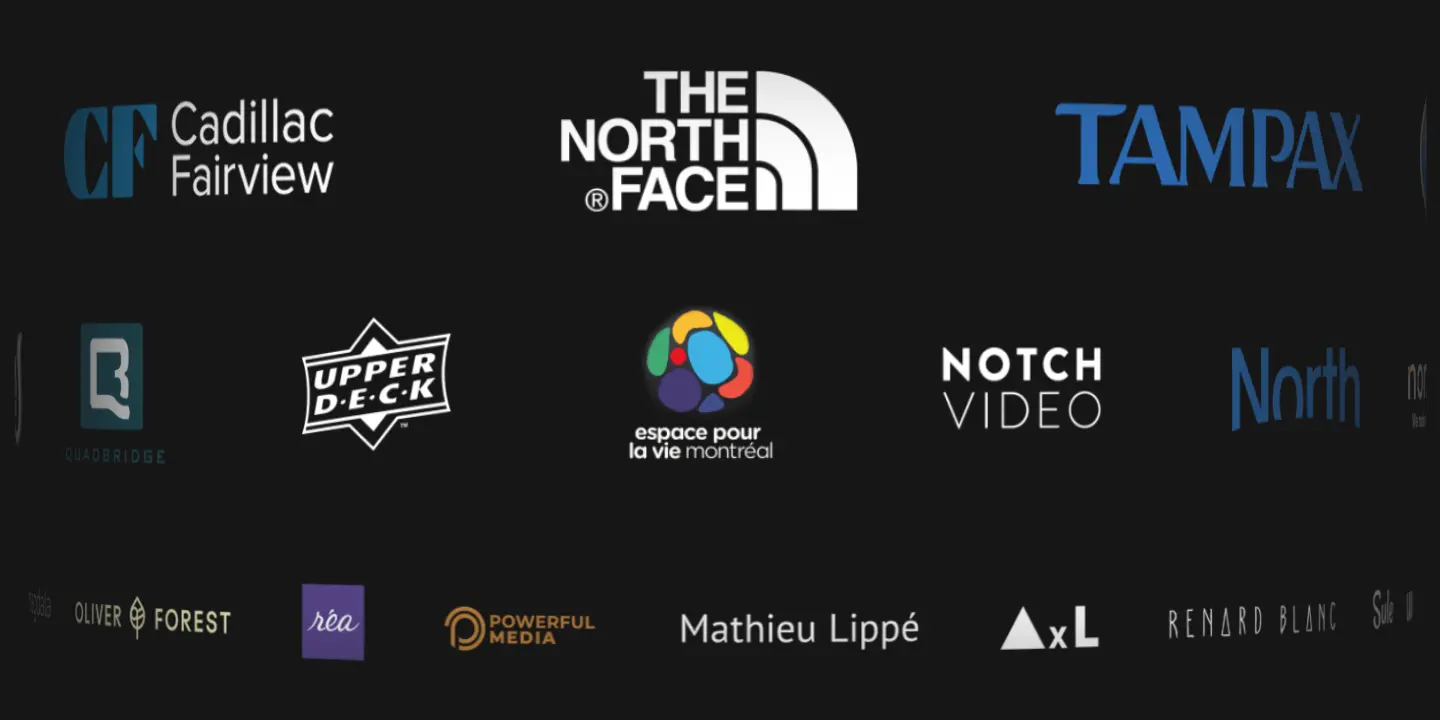 CF Cadillac
Fairview
THE
NORTH
® FACE
TAMPAX
QUADBRIDGE
UPPER
D·E·C·K
™
espace pour
la vie montréal
NOTCH
VIDEO
North
OLIVER FOREST
réa
POWERFUL
MEDIA
Mathieu Lippé
AxL
RENARD BLANC